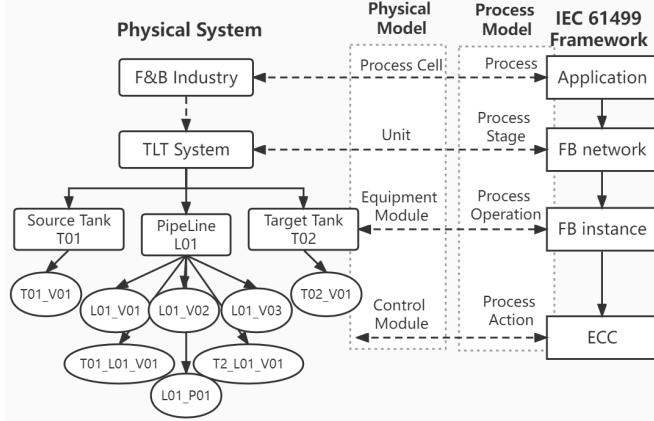 Physical System
Physical
Model
Process
Model
IEC 61499
Framework
F&B Industry
Process Cell
Process
Application
TLT System
Unit
Process
Stage
FB network
Source Tank
T01
PipeLine
L01
Target Tank
T02
Equipment
Module
Process
Operation
FB instance
T01_V01
L01_V01
L01_V02
L01_V03
T02_V01
Control
Module
Process
Action
ECC
T01_L01_V01
T2_L01_V01
L01_P01